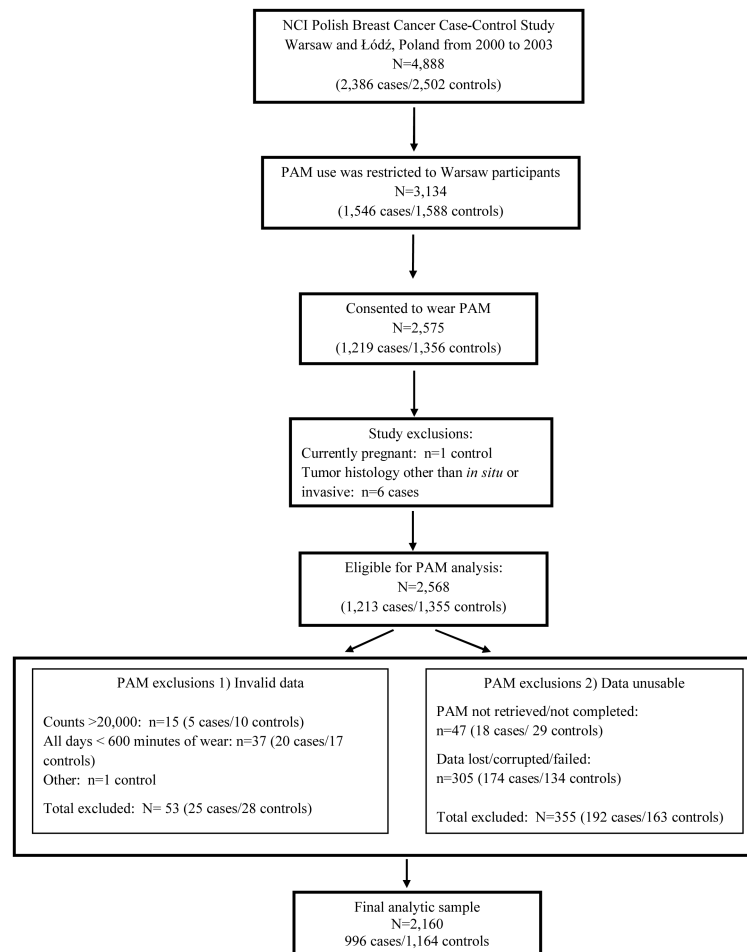 NCI Polish Breast Cancer Case-Control Study
Warsaw and Łódź, Poland from 2000 to 2003
N=4,888
(2,386 cases/2,502 controls)
PAM use was restricted to Warsaw participants
N=3,134
(1,546 cases/1,588 controls)
Consented to wear PAM
N=2,575
(1,219 cases/1,356 controls)
Study exclusions:
Currently pregnant: n=1 control
Tumor histology other than in situ or
invasive: n=6 cases
Eligible for PAM analysis:
N=2,568
(1,213 cases/1,355 controls)
PAM exclusions 1) Invalid data
Counts >20,000: n=15 (5 cases/10 controls)
All days < 600 minutes of wear: n=37 (20 cases/17
controls)
Other: n=1 control
Total excluded: N= 53 (25 cases/28 controls)
PAM exclusions 2) Data unusable
PAM not retrieved/not completed:
n=47 (18 cases/ 29 controls)
Data lost/corrupted/failed:
n=305 (174 cases/134 controls)
Total excluded: N=355 (192 cases/163 controls)
Final analytic sample
N=2,160
996 cases/1,164 controls